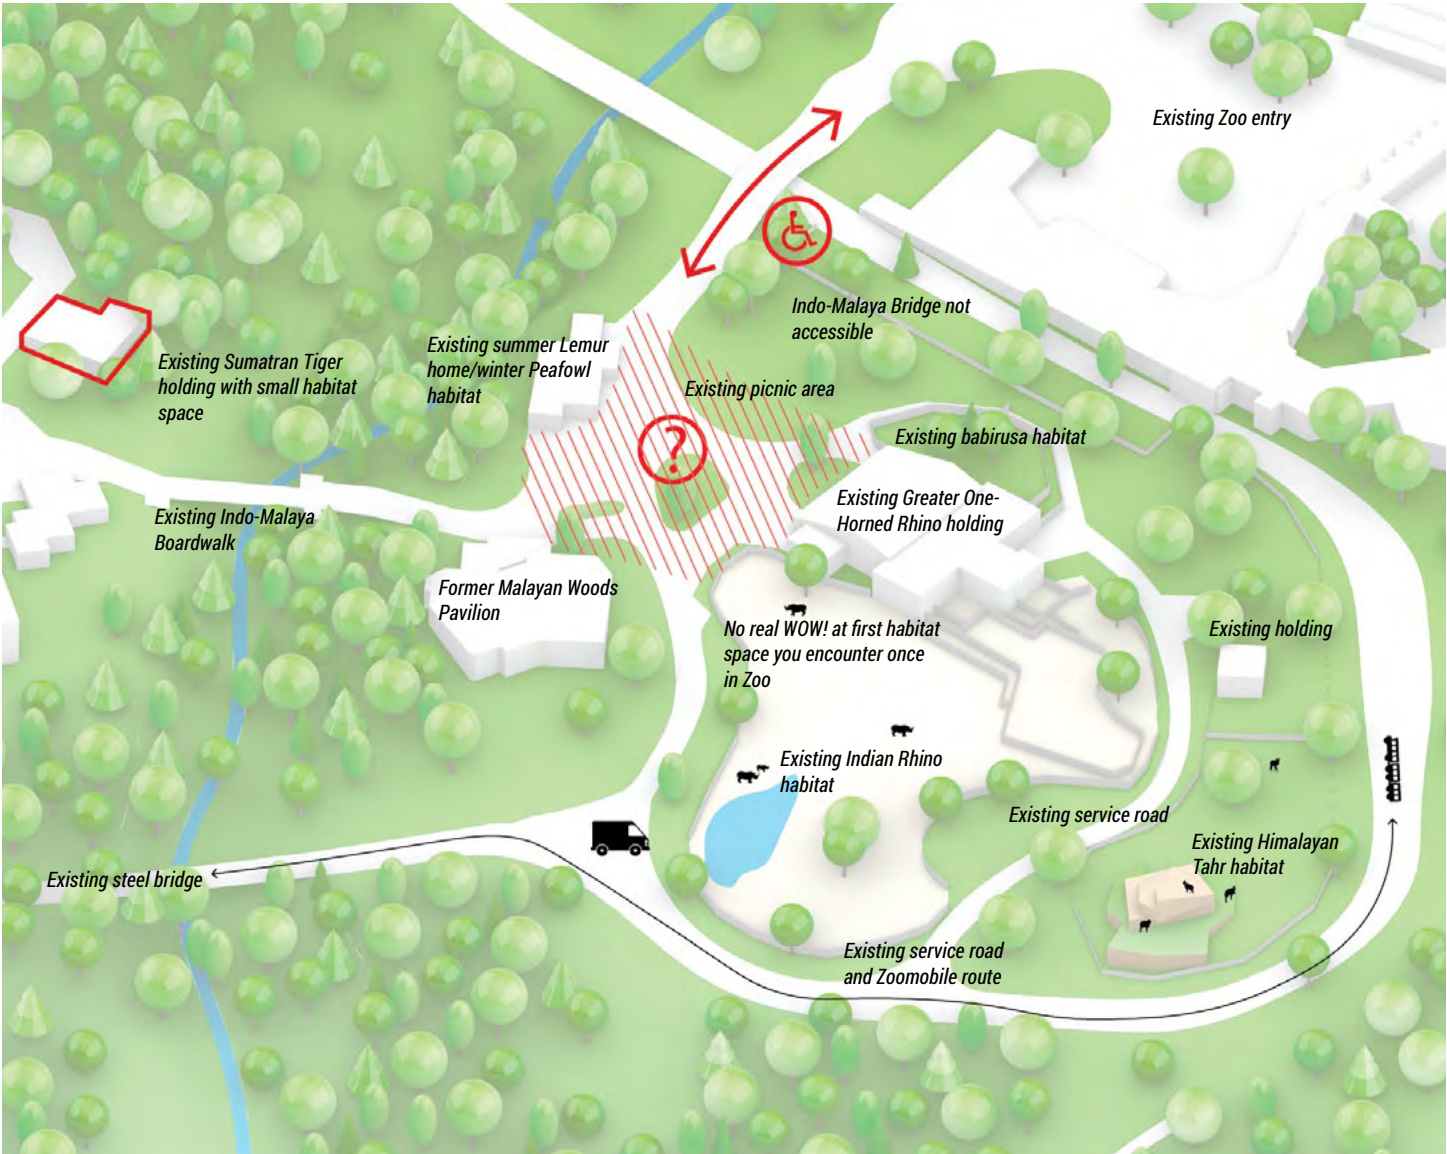 Existing Zoo entry
Indo-Malaya Bridge not
accessible
Existing Sumatran Tiger
holding with small habitat
space
Existing summer Lemur
home/winter Peafowl
habitat
Existing picnic area
?
Existing babirusa habitat
Existing Greater One-
Horned Rhino holding
Existing Indo-Malaya
Boardwalk
Former Malayan Woods
Pavilion
No real WOW! at first habitat
space you encounter once
in Zoo
Existing holding
Existing Indian Rhino
habitat
Existing service road
Existing Himalayan
Tahr habitat
Existing steel bridge
Existing service road
and Zoomobile route